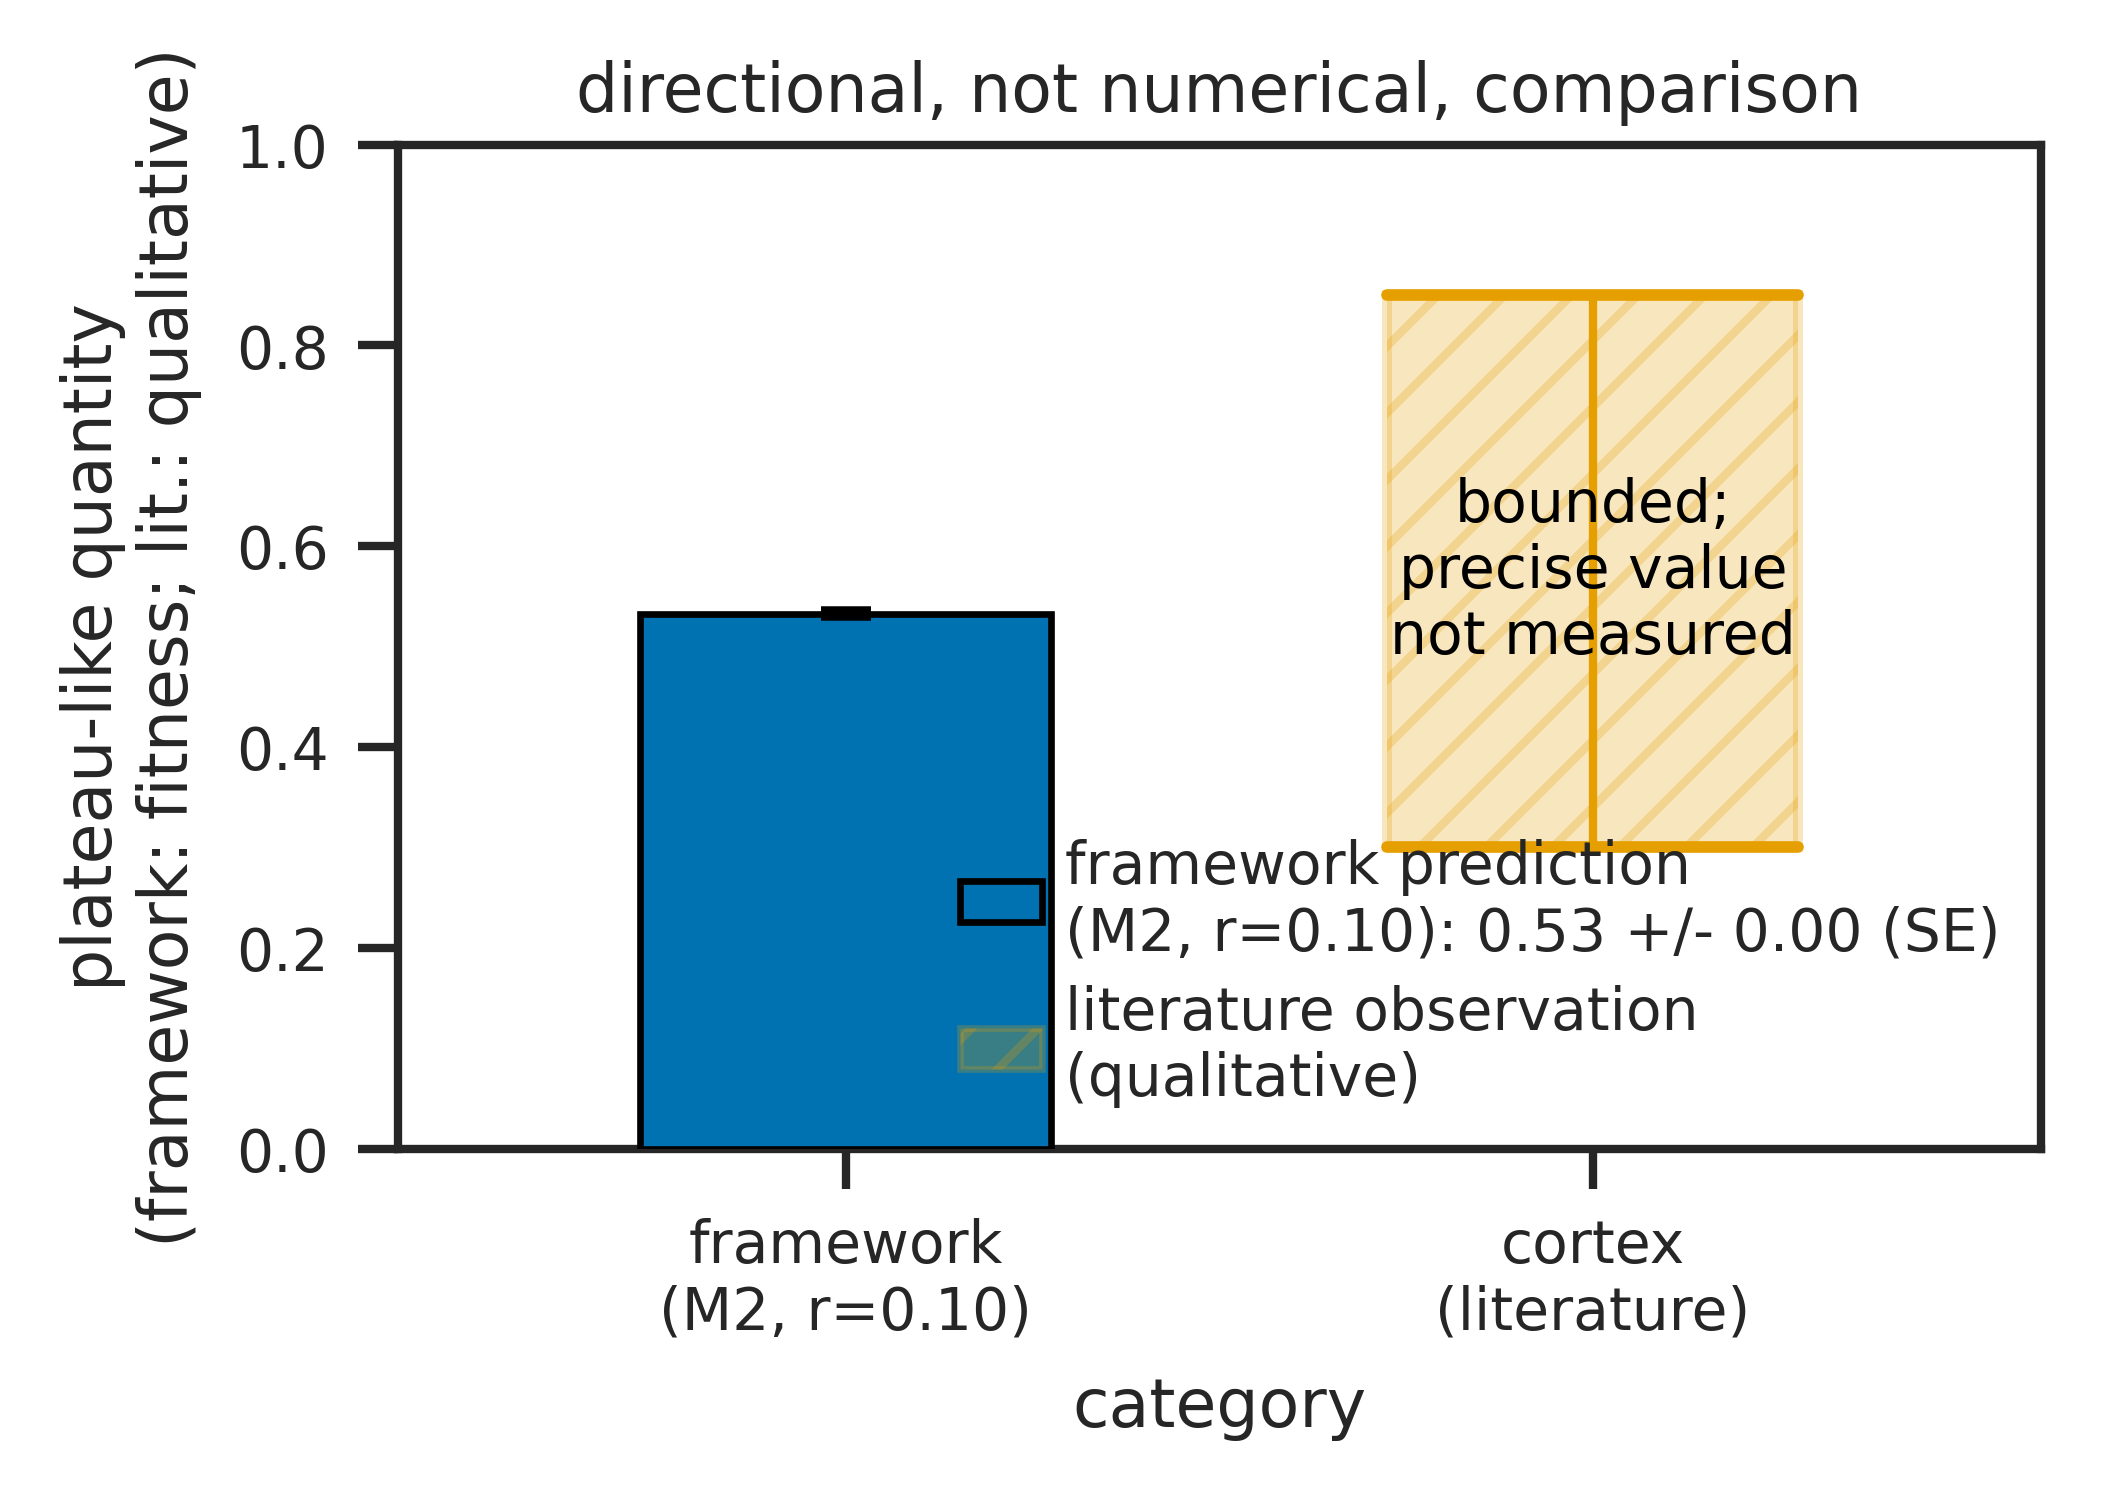 directional, not numerical, comparison
plateau-like quantity
(framework: fitness; lit.: qualitative)
1.0
0.8
0.6
0.4
0.2
0.0
bounded;
precise value
not measured
framework prediction
(M2, r=0.10): 0.53 +/- 0.00 (SE)
literature observation
(qualitative)
framework
(M2, r=0.10)
cortex
(literature)
category